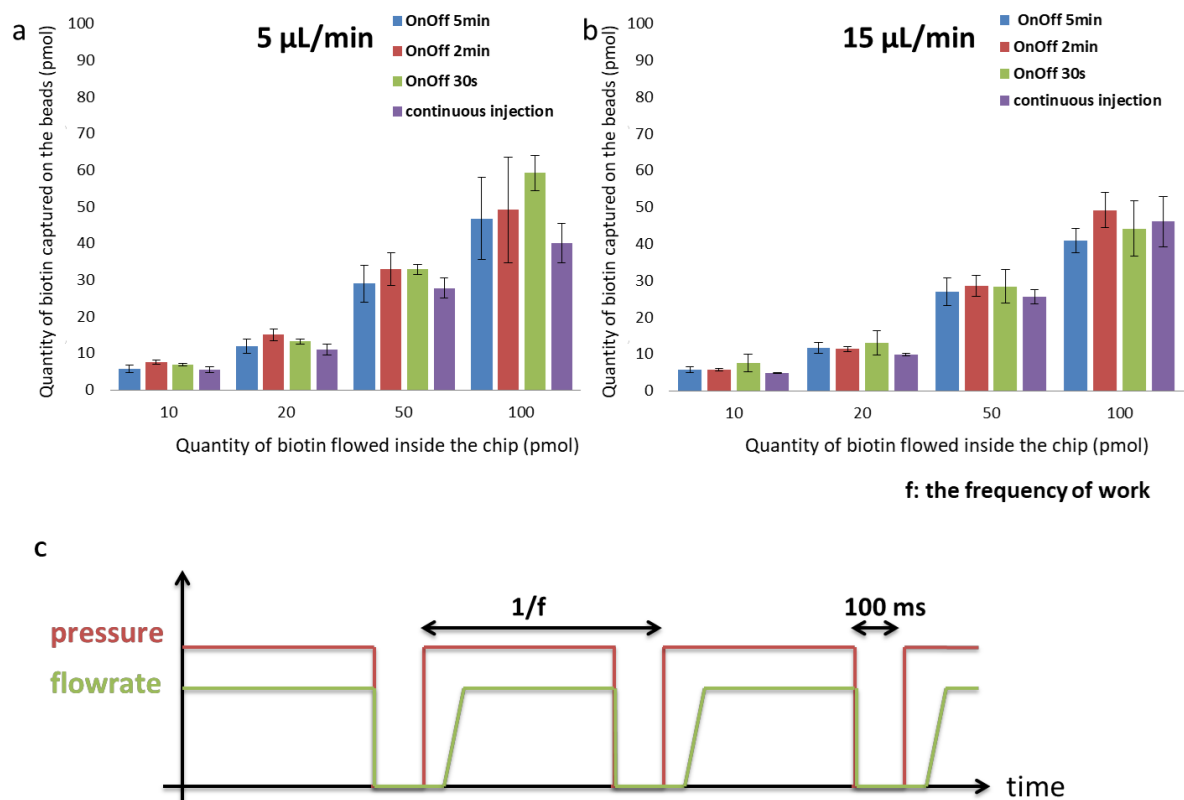 a
5 µL/min
OnOff 5min
OnOff 2min
OnOff 30s
continuous injection
Quantity of biotin captured on the beads (pmol)
100
90
80
70
60
50
40
30
20
10
0
10 20 50 100
Quantity of biotin flowed inside the chip (pmol)
b
15 µL/min
OnOff 5min
OnOff 2min
OnOff 30s
continuous injection
Quantity of biotin captured on the beads (pmol)
100
90
80
70
60
50
40
30
20
10
0
10 20 50 100
Quantity of biotin flowed inside the chip (pmol)
f: the frequency of work
c
1/f 100 ms
pressure
flowrate
time